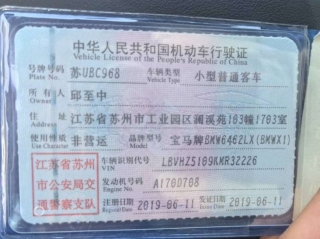 中华人民共和国机动车行驶证
Vehicle License of the People's Republic of China
号牌号码 苏UBC968 车辆类型 小型普通客车
Plate No. Vehicle Type
所有人 邱至中
Owner
住址 江苏省苏州市工业园区澜溪苑183幢1703室
Address
使用性质 非营运 品牌型号 宝马牌BMW6462LX(BMWX1)
Use Character Model
江苏省苏州 车辆识别代号 LBVHZ5109KMR32226
VIN
市公安局交 发动机号码 A170D708
Engine No.
通警察支队 注册日期 2019-06-11 发证日期 2019-06-11
Register Date Issue Date